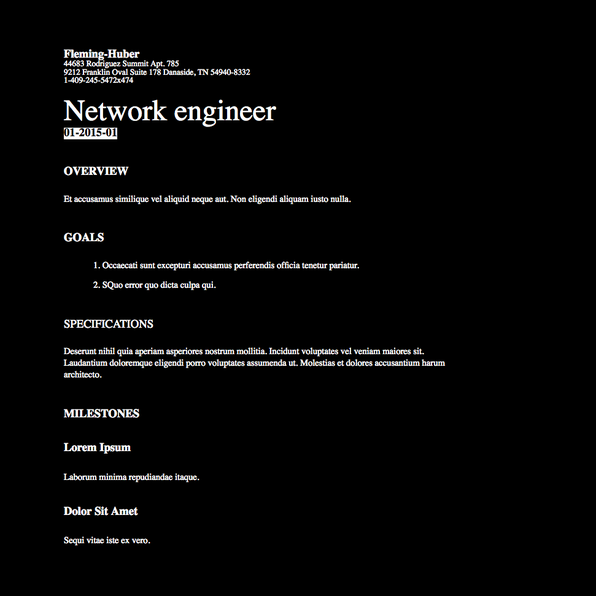 Fleming-Huber
44683 Rodriguez Summit Apt. 785
9212 Franklin Oval Suite 178 Danaside, TN 54940-8332
1-409-245-5472x474
Network engineer
01-2015-01
OVERVIEW
Et accusamus similique vel aliquid neque aut. Non eligendi aliquam iusto nulla.
GOALS
1. Occaecati sunt excepturi accusamus perferendis officia tenetur pariatur.
2. SQuo error quo dicta culpa qui.
SPECIFICATIONS
Deserunt nihil quia aperiam asperiores nostrum mollitia. Incidunt voluptates vel veniam maiores sit.
Laudantium doloremque eligendi porro voluptates assumenda ut. Molestias et dolores accusantium harum
architecto.
MILESTONES
Lorem Ipsum
Laborum minima repudiandae itaque.
Dolor Sit Amet
Sequi vitae iste ex vero.